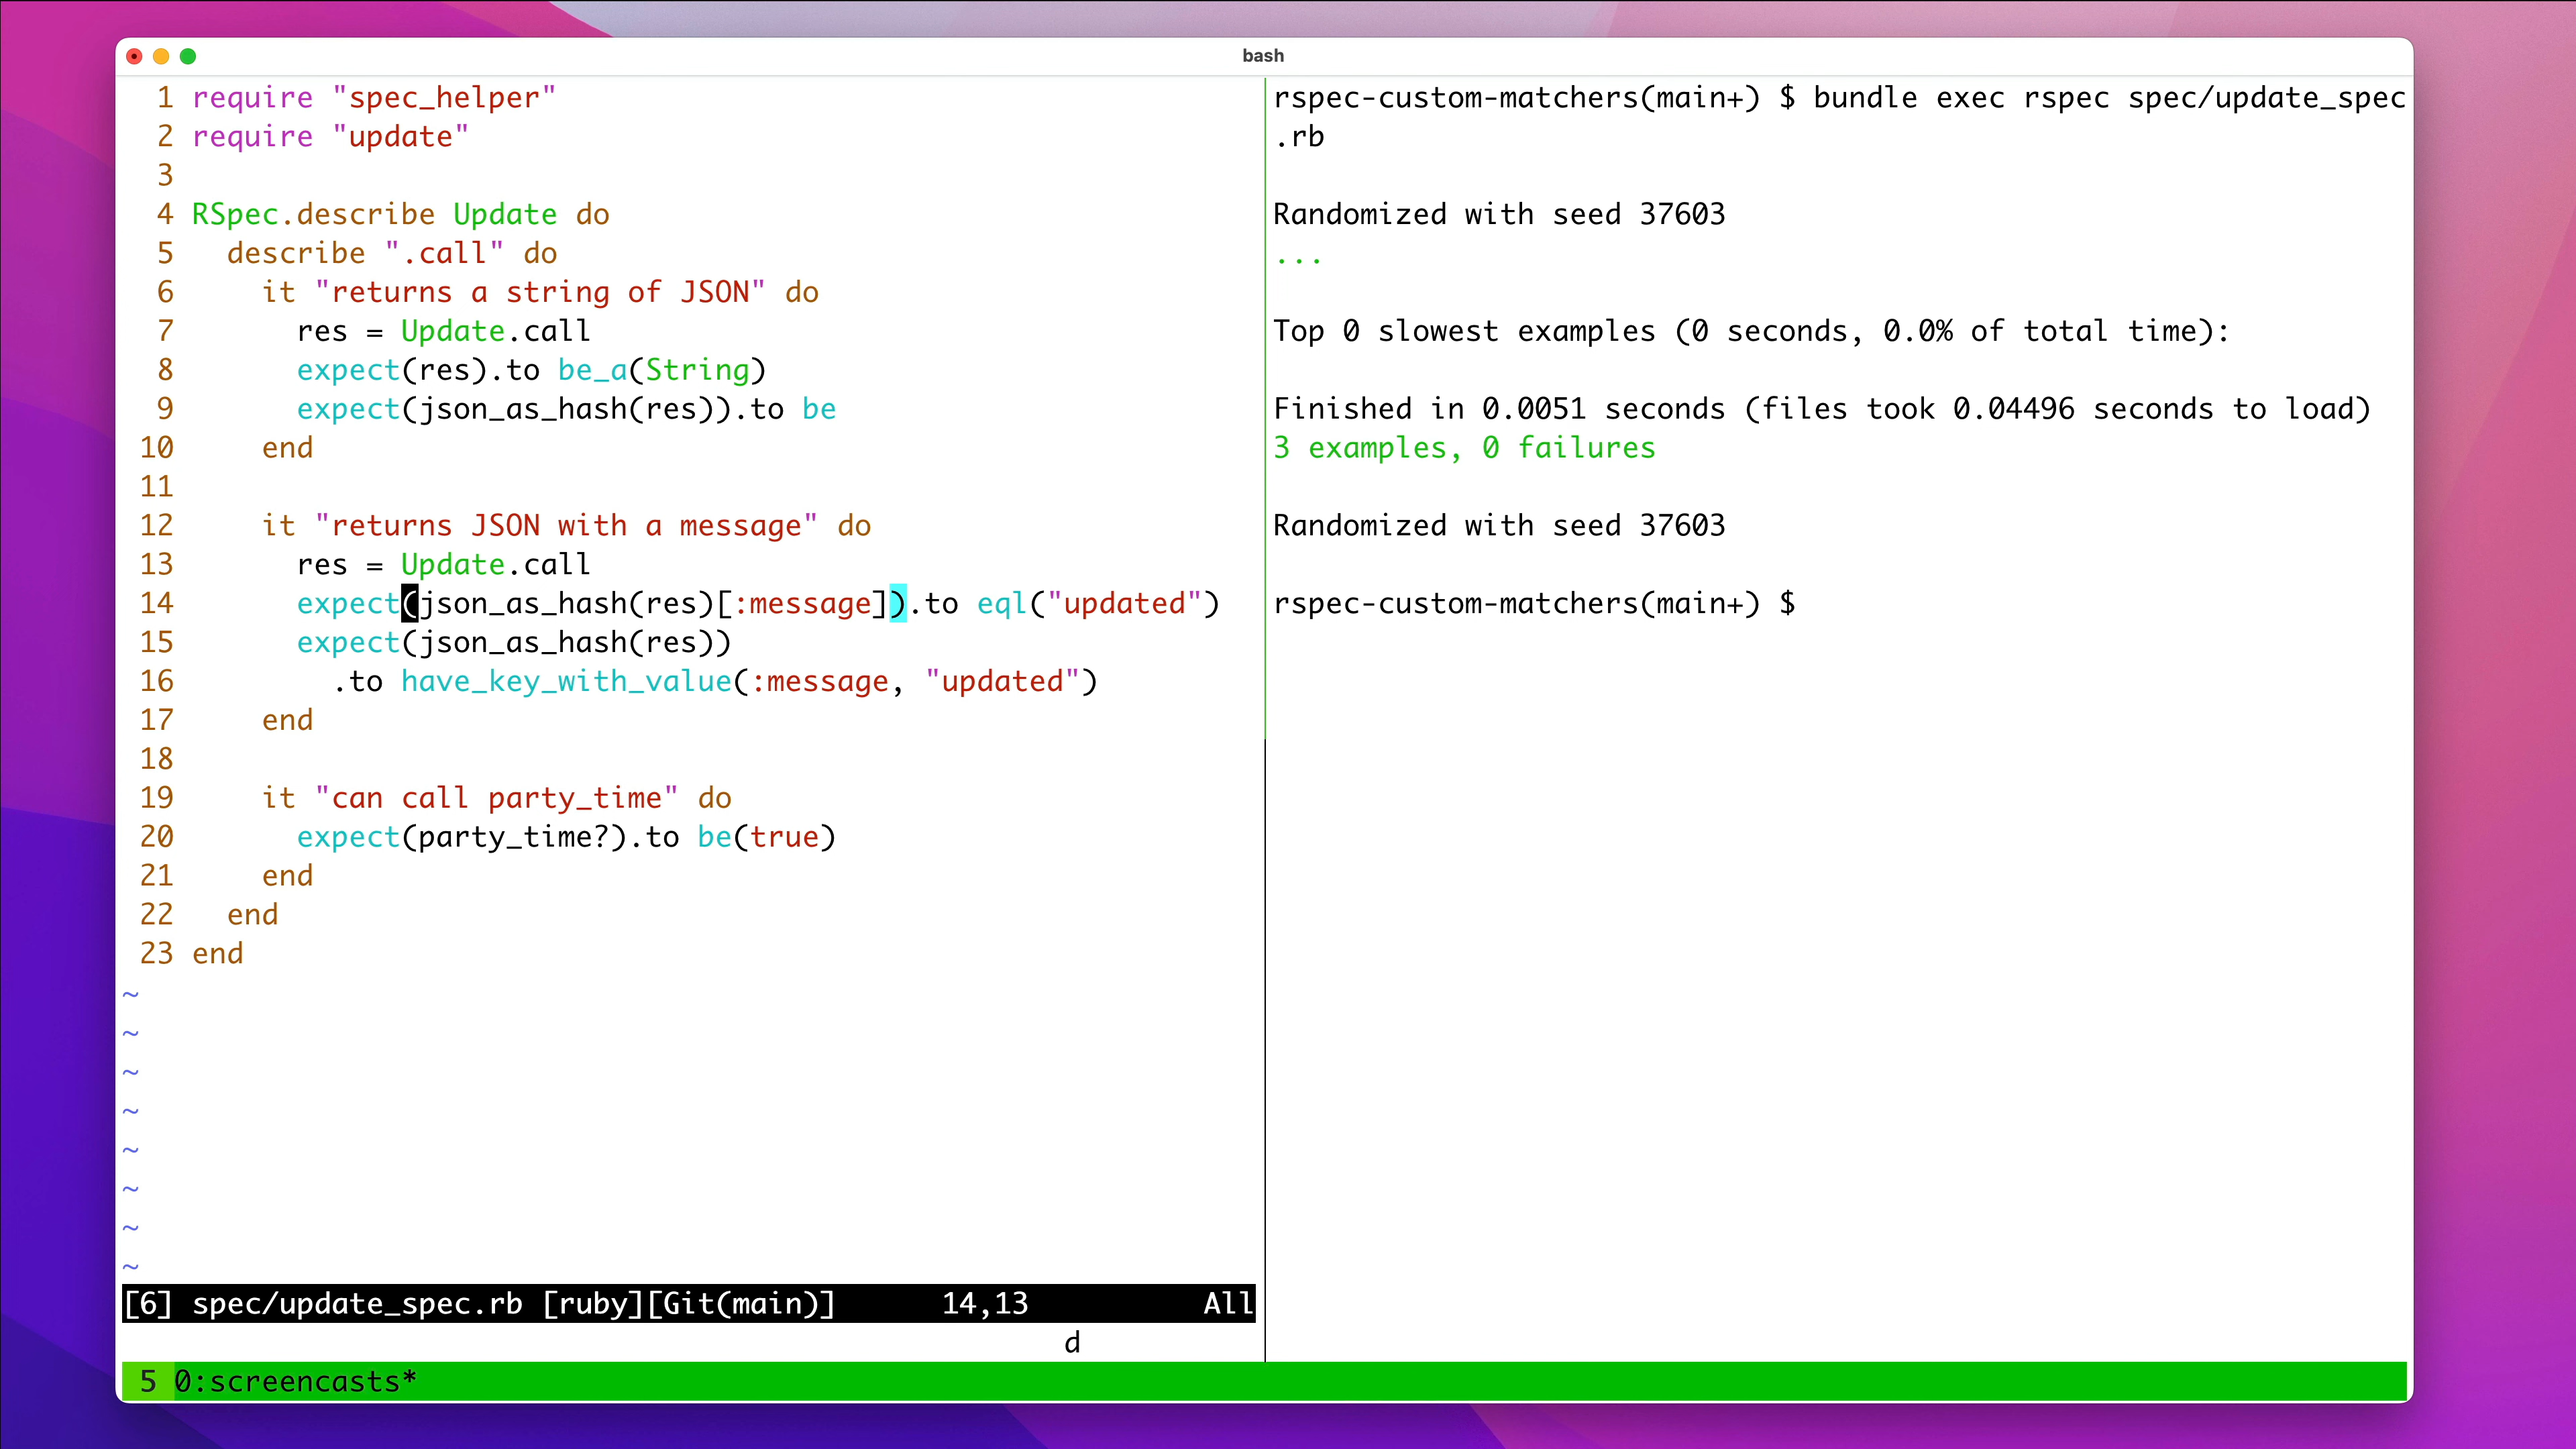 bash
1 require "spec_helper"
2 require "update"
3
4 RSpec.describe Update do
5   describe ".call" do
6     it "returns a string of JSON" do
7       res = Update.call
8       expect(res).to be_a(String)
9       expect(json_as_hash(res)).to be
10     end
11
12     it "returns JSON with a message" do
13       res = Update.call
14       expect(json_as_hash(res)[:message]).to eql("updated")
15       expect(json_as_hash(res))
16         .to have_key_with_value(:message, "updated")
17     end
18
19     it "can call party_time" do
20       expect(party_time?).to be(true)
21     end
22   end
23 end
~
~
~
~
~
~
~
~
[6] spec/update_spec.rb [ruby][Git(main)] 14,13 All
d
rspec-custom-matchers(main+) $ bundle exec rspec spec/update_spec
.rb
Randomized with seed 37603
...
Top 0 slowest examples (0 seconds, 0.0% of total time):
Finished in 0.0051 seconds (files took 0.04496 seconds to load)
3 examples, 0 failures
Randomized with seed 37603
rspec-custom-matchers(main+) $
5 0:screencasts*